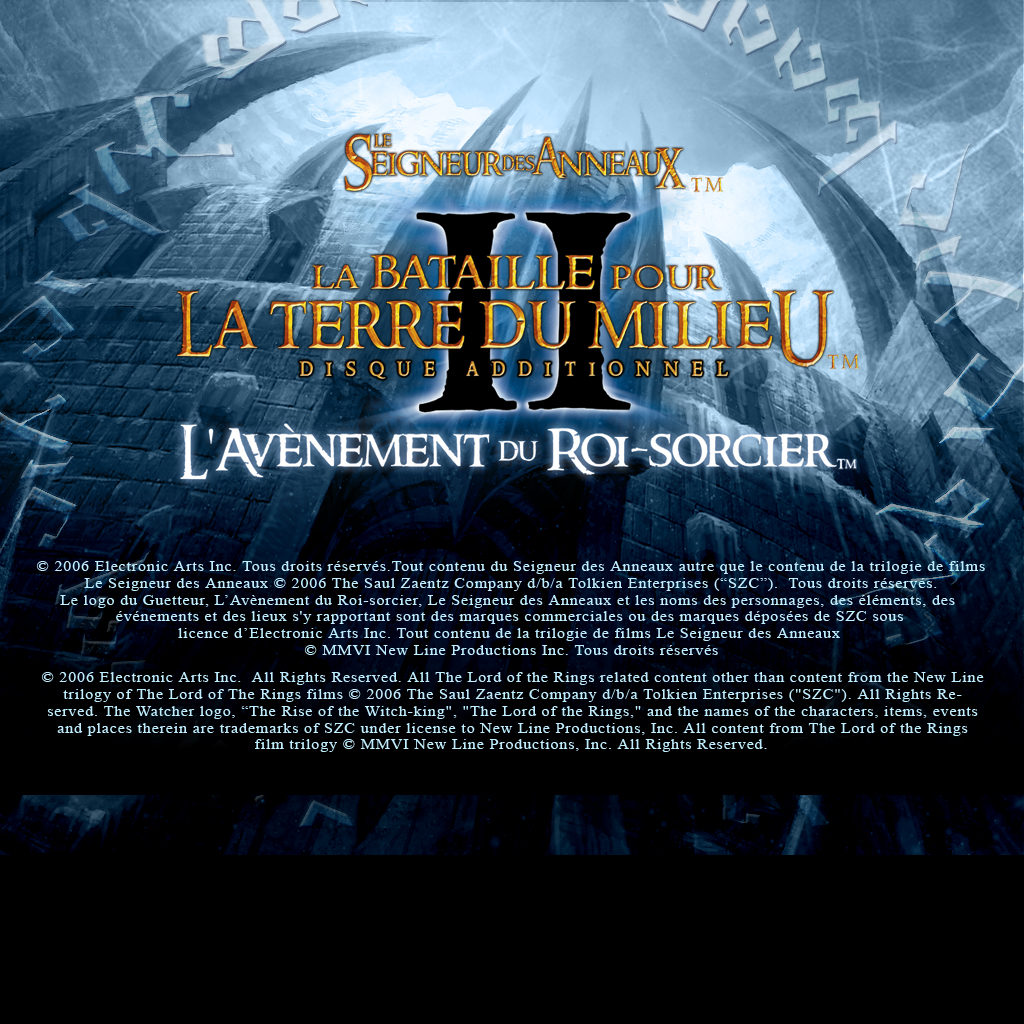 LE SEIGNEUR DES ANNEAUX TM
II
LA BATAILLE POUR
LA TERRE DU MILIEU TM
DISQUE ADDITIONNEL
L'AVÈNEMENT DU ROI-SORCIER TM
© 2006 Electronic Arts Inc. Tous droits réservés.Tout contenu du Seigneur des Anneaux autre que le contenu de la trilogie de films
Le Seigneur des Anneaux © 2006 The Saul Zaentz Company d/b/a Tolkien Enterprises (“SZC”).  Tous droits réservés.
Le logo du Guetteur, L’Avènement du Roi-sorcier, Le Seigneur des Anneaux et les noms des personnages, des éléments, des
événements et des lieux s'y rapportant sont des marques commerciales ou des marques déposées de SZC sous
licence d’Electronic Arts Inc. Tout contenu de la trilogie de films Le Seigneur des Anneaux
© MMVI New Line Productions Inc. Tous droits réservés
© 2006 Electronic Arts Inc.  All Rights Reserved. All The Lord of the Rings related content other than content from the New Line
trilogy of The Lord of The Rings films © 2006 The Saul Zaentz Company d/b/a Tolkien Enterprises ("SZC"). All Rights Re-
served. The Watcher logo, “The Rise of the Witch-king", "The Lord of the Rings," and the names of the characters, items, events
and places therein are trademarks of SZC under license to New Line Productions, Inc. All content from The Lord of the Rings
film trilogy © MMVI New Line Productions, Inc. All Rights Reserved.